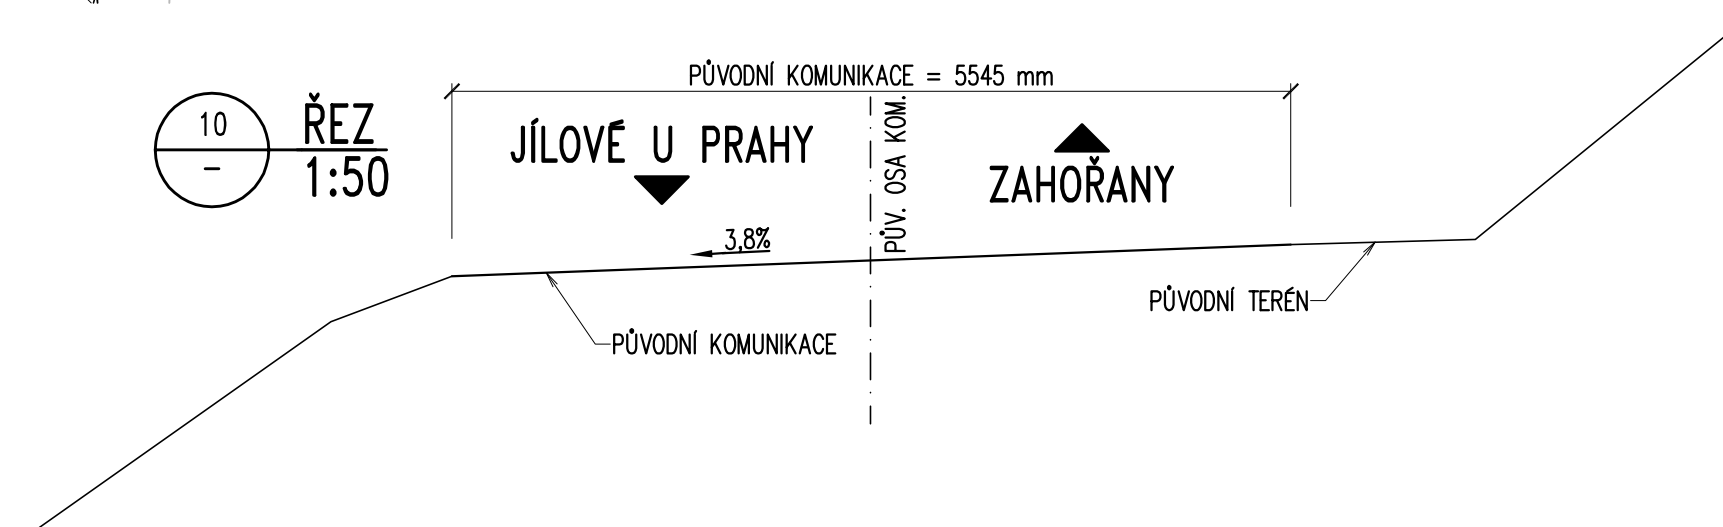 PŮVODNÍ KOMUNIKACE = 5545 mm
10
-
ŘEZ
1:50
JÍLOVÉ U PRAHY
PŮV. OSA KOM.
ZAHOŘANY
3,8%
PŮVODNÍ TERÉN
PŮVODNÍ KOMUNIKACE